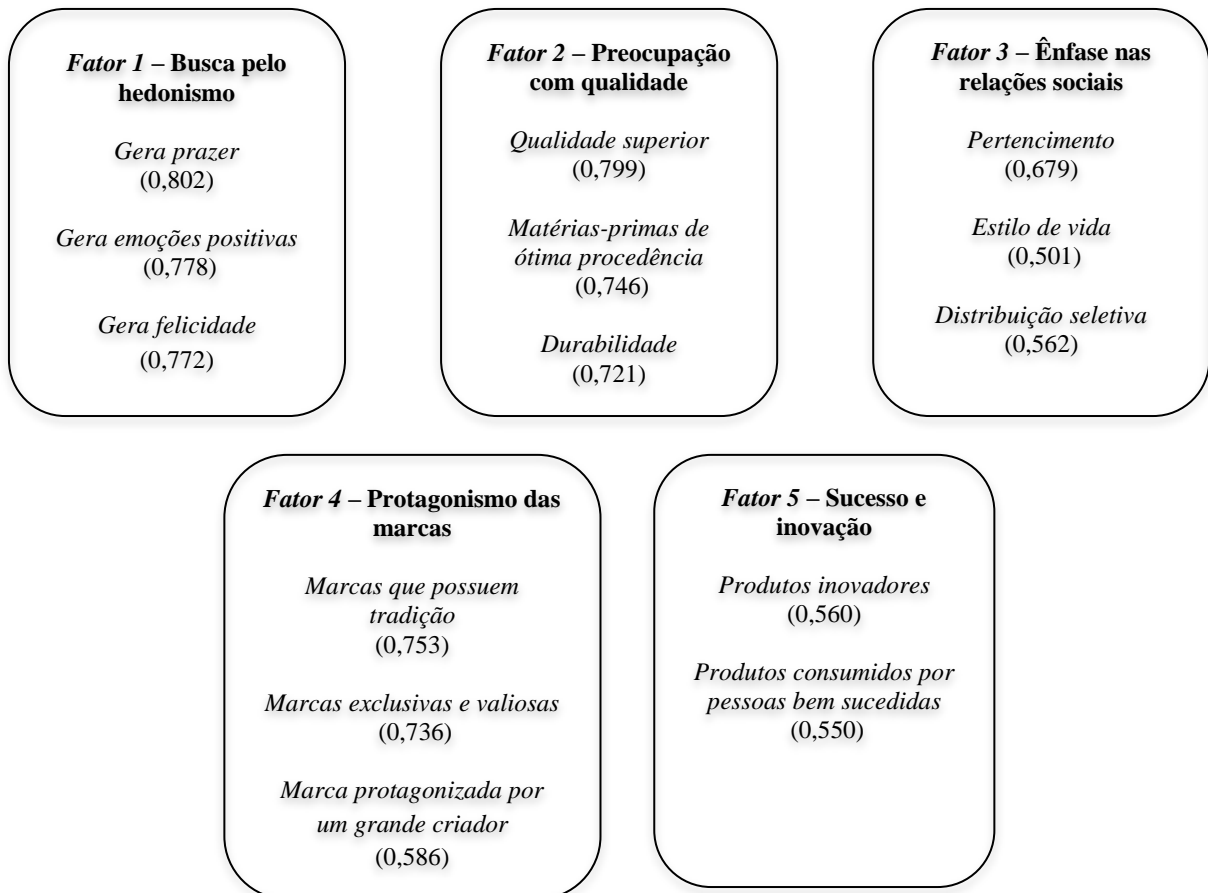 Fator 1 – Busca pelo
hedonismo
Gera prazer
(0,802)
Gera emoções positivas
(0,778)
Gera felicidade
(0,772)
Fator 2 – Preocupação
com qualidade
Qualidade superior
(0,799)
Matérias-primas de
ótima procedência
(0,746)
Durabilidade
(0,721)
Fator 3 – Ênfase nas
relações sociais
Pertencimento
(0,679)
Estilo de vida
(0,501)
Distribuição seletiva
(0,562)
Fator 4 – Protagonismo das
marcas
Marcas que possuem
tradição
(0,753)
Marcas exclusivas e valiosas
(0,736)
Marca protagonizada por
um grande criador
(0,586)
Fator 5 – Sucesso e
inovação
Produtos inovadores
(0,560)
Produtos consumidos por
pessoas bem sucedidas
(0,550)